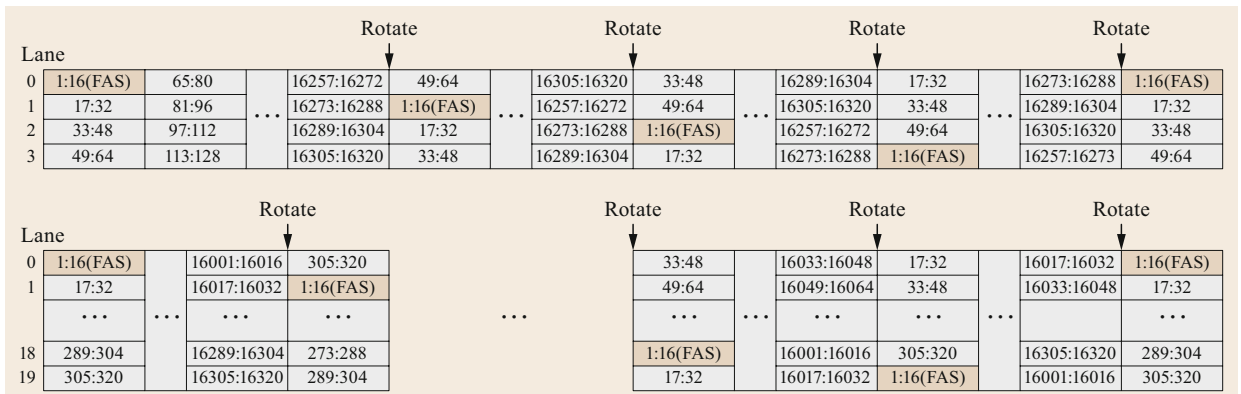 Rotate Rotate Rotate Rotate
Lane
0 1:16(FAS) 65:80 16257:16272 49:64 16305:16320 33:48 16289:16304 17:32 16273:16288 1:16(FAS)
1 17:32 81:96 ... 16273:16288 1:16(FAS) ... 16257:16272 49:64 ... 16305:16320 33:48 ... 16289:16304 17:32
2 33:48 97:112 16289:16304 17:32 16273:16288 1:16(FAS) 16257:16272 49:64 16305:16320 33:48
3 49:64 113:128 16305:16320 33:48 16289:16304 17:32 16273:16288 1:16(FAS) 16257:16273 49:64
Rotate Rotate Rotate Rotate
Lane
0 1:16(FAS) 16001:16016 305:320 33:48 16033:16048 17:32 16017:16032 1:16(FAS)
1 17:32 16017:16032 1:16(FAS) 49:64 16049:16064 33:48 16033:16048 17:32
... ... ... ... ... ... ... ... ... ... ...
18 289:304 16289:16304 273:288 1:16(FAS) 16001:16016 305:320 16305:16320 289:304
19 305:320 16305:16320 289:304 17:32 16017:16032 1:16(FAS) 16001:16016 305:320